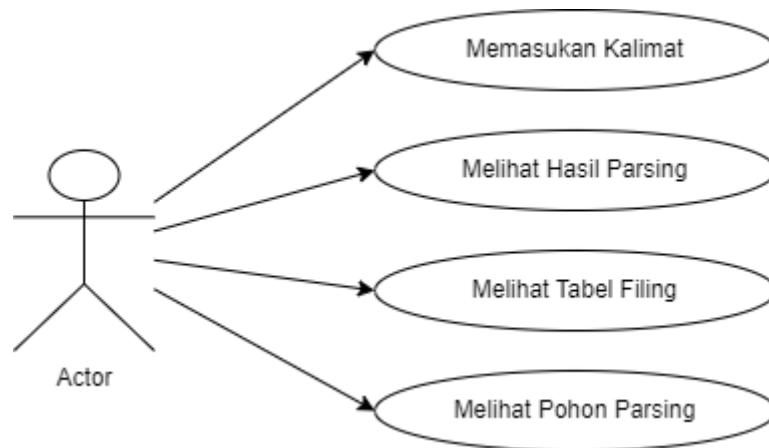 Memasukan Kalimat
Melihat Hasil Parsing
Melihat Tabel Filing
Melihat Pohon Parsing
Actor